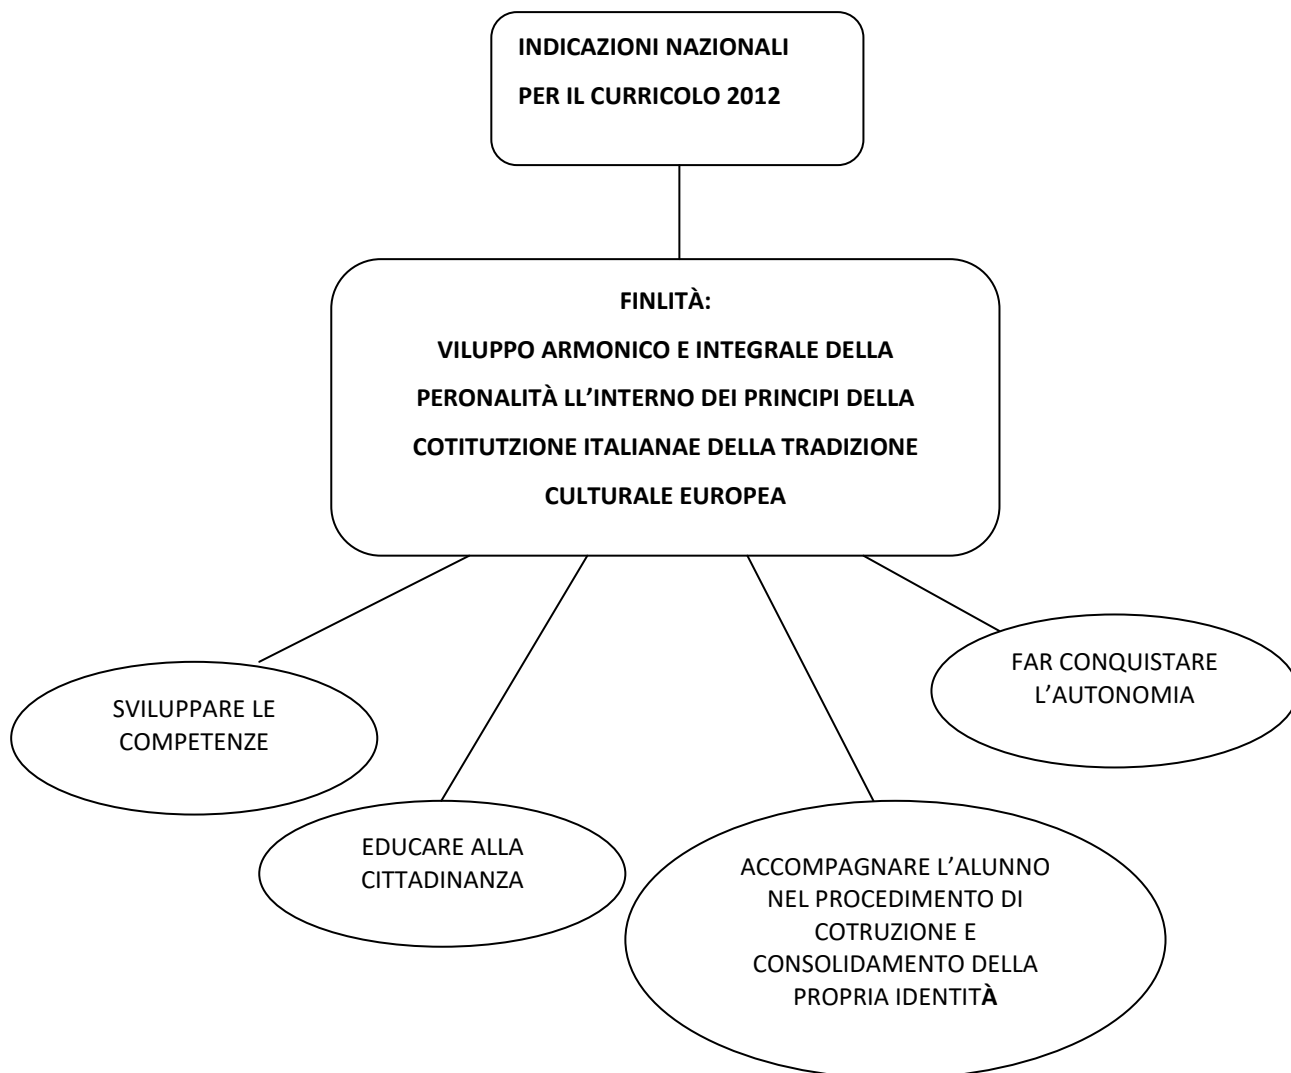 INDICAZIONI NAZIONALI
PER IL CURRICOLO 2012
FINLITÀ:
VILUPPO ARMONICO E INTEGRALE DELLA
PERONALITÀ LL’INTERNO DEI PRINCIPI DELLA
COTITUTZIONE ITALIANAE DELLA TRADIZIONE
CULTURALE EUROPEA
SVILUPPARE LE
COMPETENZE
EDUCARE ALLA
CITTADINANZA
ACCOMPAGNARE L’ALUNNO
NEL PROCEDIMENTO DI
COTRUZIONE E
CONSOLIDAMENTO DELLA
PROPRIA IDENTITÀ
FAR CONQUISTARE
L’AUTONOMIA